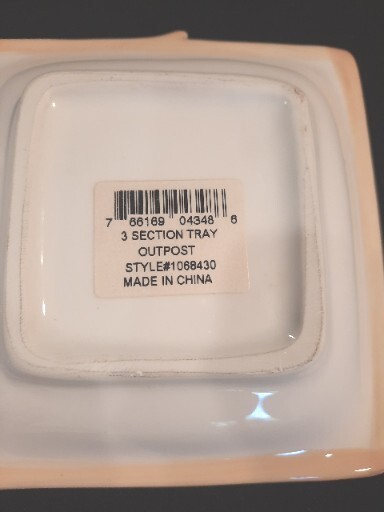 7 66169 04348 6
3 SECTION TRAY
OUTPOST
STYLE#1068430
MADE IN CHINA